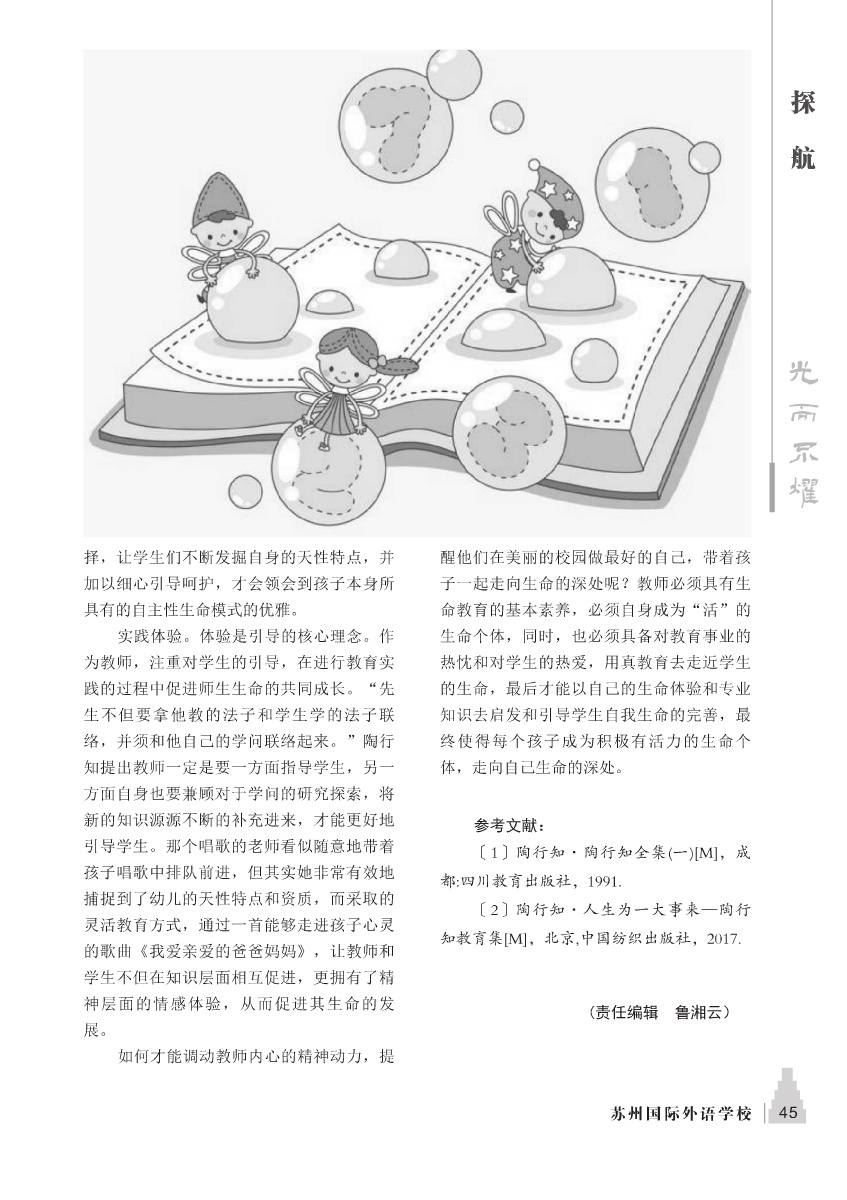 探
航
光
而
不
耀
择，让学生们不断发掘自身的天性特点，并
加以细心引导呵护，才会领会到孩子本身所
具有的自主性生命模式的优雅。
实践体验。体验是引导的核心理念。作
为教师，注重对学生的引导，在进行教育实
践的过程中促进师生生命的共同成长。“先
生不但要拿他教的法子和学生学的法子联
络，并须和他自己的学问联络起来。”陶行
知提出教师一定是要一方面指导学生，另一
方面自身也要兼顾对于学问的研究探索，将
新的知识源源不断的补充进来，才能更好地
引导学生。那个唱歌的老师看似随意地带着
孩子唱歌中排队前进，但其实她非常有效地
捕捉到了幼儿的天性特点和资质，而采取的
灵活教育方式，通过一首能够走进孩子心灵
的歌曲《我爱亲爱的爸爸妈妈》，让教师和
学生不但在知识层面相互促进，更拥有了精
神层面的情感体验，从而促进其生命的发
展。
如何才能调动教师内心的精神动力，提
醒他们在美丽的校园做最好的自己，带着孩
子一起走向生命的深处呢？教师必须具有生
命教育的基本素养，必须自身成为“活”的
生命个体，同时，也必须具备对教育事业的
热忱和对学生的热爱，用真教育去走近学生
的生命，最后才能以自己的生命体验和专业
知识去启发和引导学生自我生命的完善，最
终使得每个孩子成为积极有活力的生命个
体，走向自己生命的深处。
参考文献：
〔1〕陶行知·陶行知全集(一)[M]，成
都:四川教育出版社，1991.
〔2〕陶行知·人生为一大事来—陶行
知教育集[M]，北京,中国纺织出版社，2017.
（责任编辑　鲁湘云）
苏州国际外语学校
45